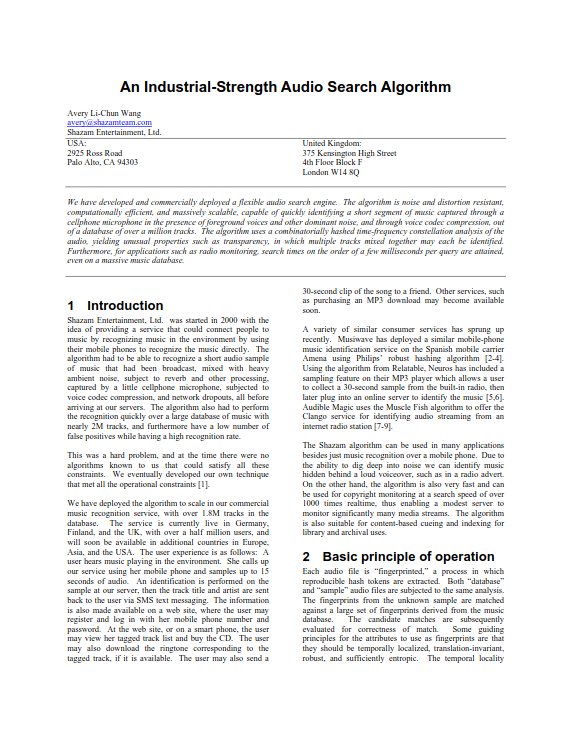 An Industrial-Strength Audio Search Algorithm
Avery Li-Chun Wang
avery@shazamteam.com
Shazam Entertainment, Ltd.
USA:
2925 Ross Road
Palo Alto, CA 94303
United Kingdom:
375 Kensington High Street
4th Floor Block F
London W14 8Q
We have developed and commercially deployed a flexible audio search engine. The algorithm is noise and distortion resistant,
computationally efficient, and massively scalable, capable of quickly identifying a short segment of music captured through a
cellphone microphone in the presence of foreground voices and other dominant noise, and through voice codec compression, out
of a database of over a million tracks. The algorithm uses a combinatorially hashed time-frequency constellation analysis of the
audio, yielding unusual properties such as transparency, in which multiple tracks mixed together may each be identified.
Furthermore, for applications such as radio monitoring, search times on the order of a few milliseconds per query are attained,
even on a massive music database.
1 Introduction
Shazam Entertainment, Ltd. was started in 2000 with the
idea of providing a service that could connect people to
music by recognizing music in the environment by using
their mobile phones to recognize the music directly. The
algorithm had to be able to recognize a short audio sample
of music that had been broadcast, mixed with heavy
ambient noise, subject to reverb and other processing,
captured by a little cellphone microphone, subjected to
voice codec compression, and network dropouts, all before
arriving at our servers. The algorithm also had to perform
the recognition quickly over a large database of music with
nearly 2M tracks, and furthermore have a low number of
false positives while having a high recognition rate.
This was a hard problem, and at the time there were no
algorithms known to us that could satisfy all these
constraints. We eventually developed our own technique
that met all the operational constraints [1].
We have deployed the algorithm to scale in our commercial
music recognition service, with over 1.8M tracks in the
database. The service is currently live in Germany,
Finland, and the UK, with over a half million users, and
will soon be available in additional countries in Europe,
Asia, and the USA. The user experience is as follows: A
user hears music playing in the environment. She calls up
our service using her mobile phone and samples up to 15
seconds of audio. An identification is performed on the
sample at our server, then the track title and artist are sent
back to the user via SMS text messaging. The information
is also made available on a web site, where the user may
register and log in with her mobile phone number and
password. At the web site, or on a smart phone, the user
may view her tagged track list and buy the CD. The user
may also download the ringtone corresponding to the
tagged track, if it is available. The user may also send a
30-second clip of the song to a friend. Other services, such
as purchasing an MP3 download may become available
soon.
A variety of similar consumer services has sprung up
recently. Musiwave has deployed a similar mobile-phone
music identification service on the Spanish mobile carrier
Amena using Philips' robust hashing algorithm [2-4].
Using the algorithm from Relatable, Neuros has included a
sampling feature on their MP3 player which allows a user
to collect a 30-second sample from the built-in radio, then
later plug into an online server to identify the music [5,6].
Audible Magic uses the Muscle Fish algorithm to offer the
Clango service for identifying audio streaming from an
internet radio station [7-9].
The Shazam algorithm can be used in many applications
besides just music recognition over a mobile phone. Due to
the ability to dig deep into noise we can identify music
hidden behind a loud voiceover, such as in a radio advert.
On the other hand, the algorithm is also very fast and can
be used for copyright monitoring at a search speed of over
1000 times realtime, thus enabling a modest server to
monitor significantly many media streams. The algorithm
is also suitable for content-based cueing and indexing for
library and archival uses.
2 Basic principle of operation
Each audio file is "fingerprinted," a process in which
reproducible hash tokens are extracted. Both "database"
and "sample" audio files are subjected to the same analysis.
The fingerprints from the unknown sample are matched
against a large set of fingerprints derived from the music
database. The candidate matches are subsequently
evaluated for correctness of match. Some guiding
principles for the attributes to use as fingerprints are that
they should be temporally localized, translation-invariant,
robust, and sufficiently entropic. The temporal locality